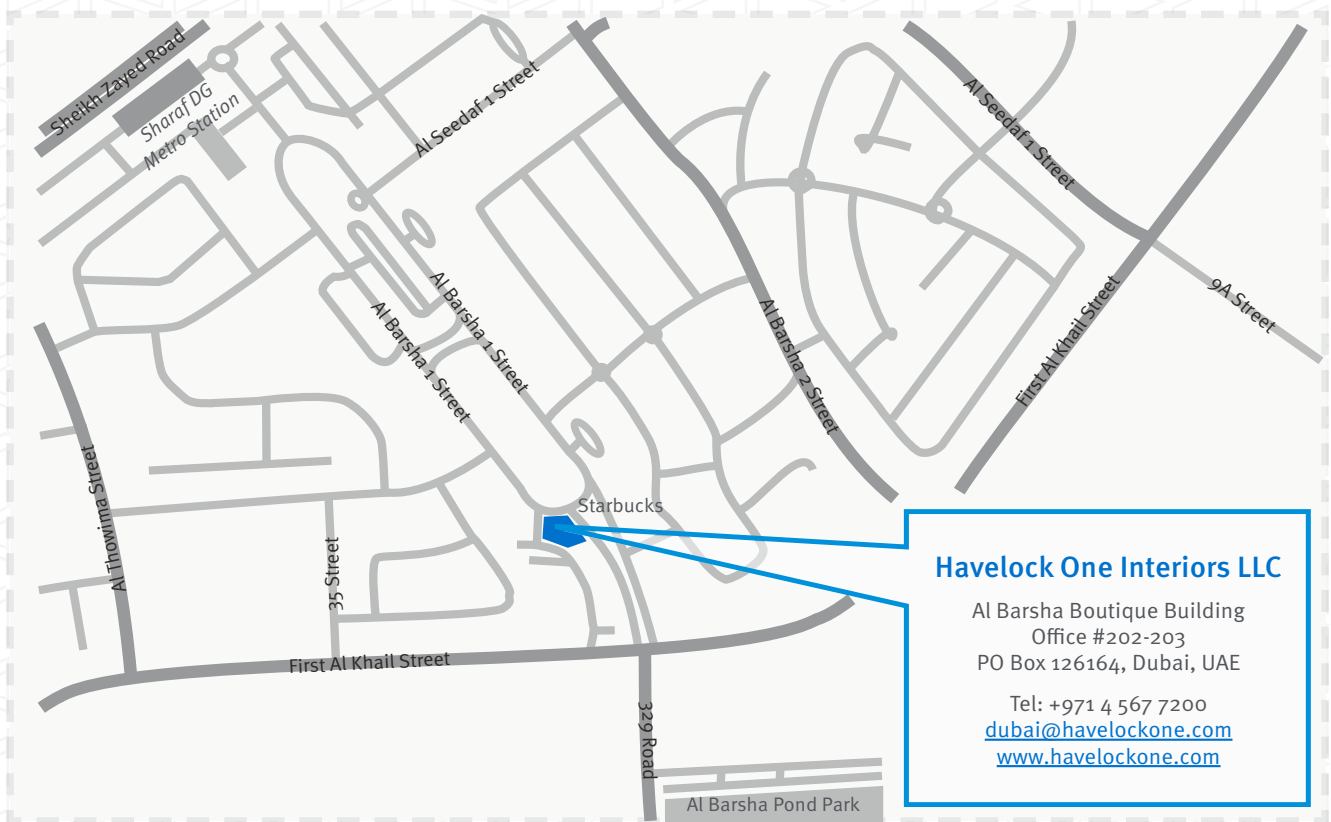 Sheikh Zayed Road
Sharaf DG
Metro Station
Al Seedaf 1 Street
Al Seedaf 1 Street
9A Street
First Al Khail Street
Al Barsha 1 Street
Al Barsha 1 Street
Al Barsha 2 Street
Al Thowima Street
35 Street
Starbucks
First Al Khail Street
329 Road
Al Barsha Pond Park
Havelock One Interiors LLC
Al Barsha Boutique Building
Office #202-203
PO Box 126164, Dubai, UAE
Tel: +971 4 567 7200
dubai@havelockone.com
www.havelockone.com